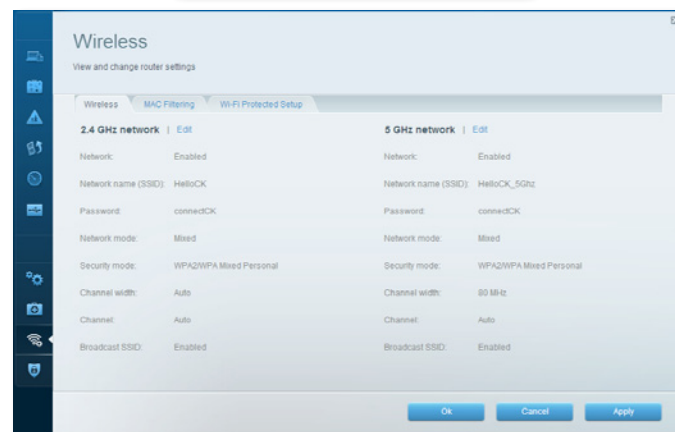 Wireless
View and change router settings
Wireless MAC Filtering Wi-Fi Protected Setup
2.4 GHz network | Edit 5 GHz network | Edit
Network: Enabled Network: Enabled
Network name (SSID): HelloCK Network name (SSID): HelloCK_5Ghz
Password: connectCK Password: connectCK
Network mode: Mixed Network mode: Mixed
Security mode: WPA2/WPA Mixed Personal Security mode: WPA2/WPA Mixed Personal
Channel width: Auto Channel width: 80 MHz
Channel: Auto Channel: Auto
Broadcast SSID: Enabled Broadcast SSID: Enabled
Ok Cancel Apply